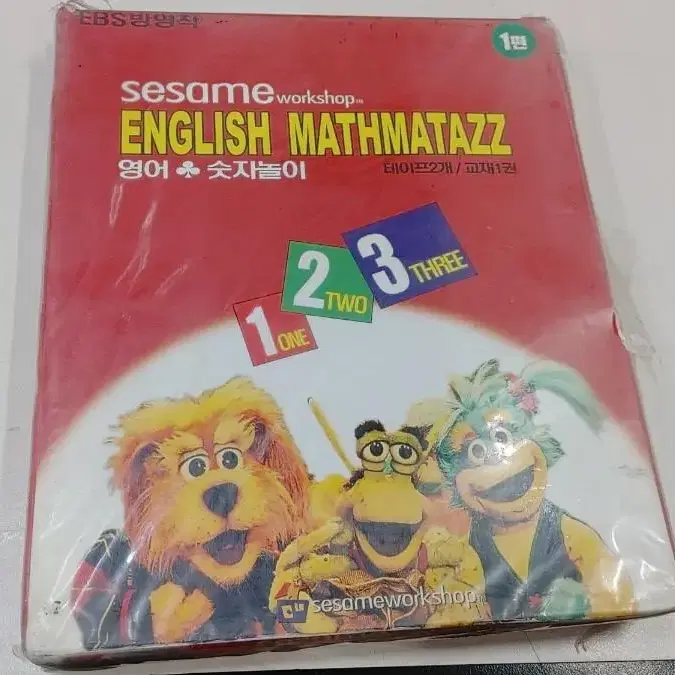 EBS방영작
1편
sesame workshop™
ENGLISH MATHMATAZZ
영어 ♣ 숫자놀이
테이프2개 / 교재1권
3 THREE
2 TWO
1 ONE
sesameworkshop